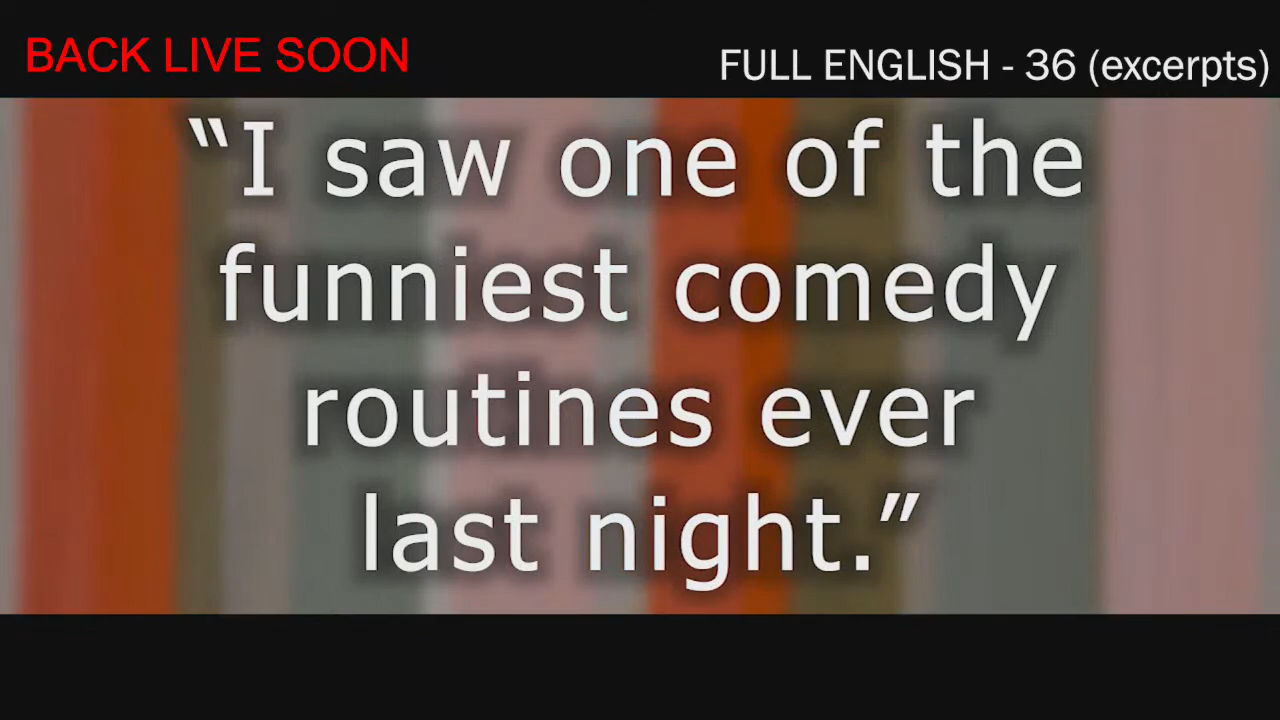 BACK LIVE SOON
FULL ENGLISH - 36 (excerpts)
“I saw one of the
funniest comedy
routines ever
last night.”